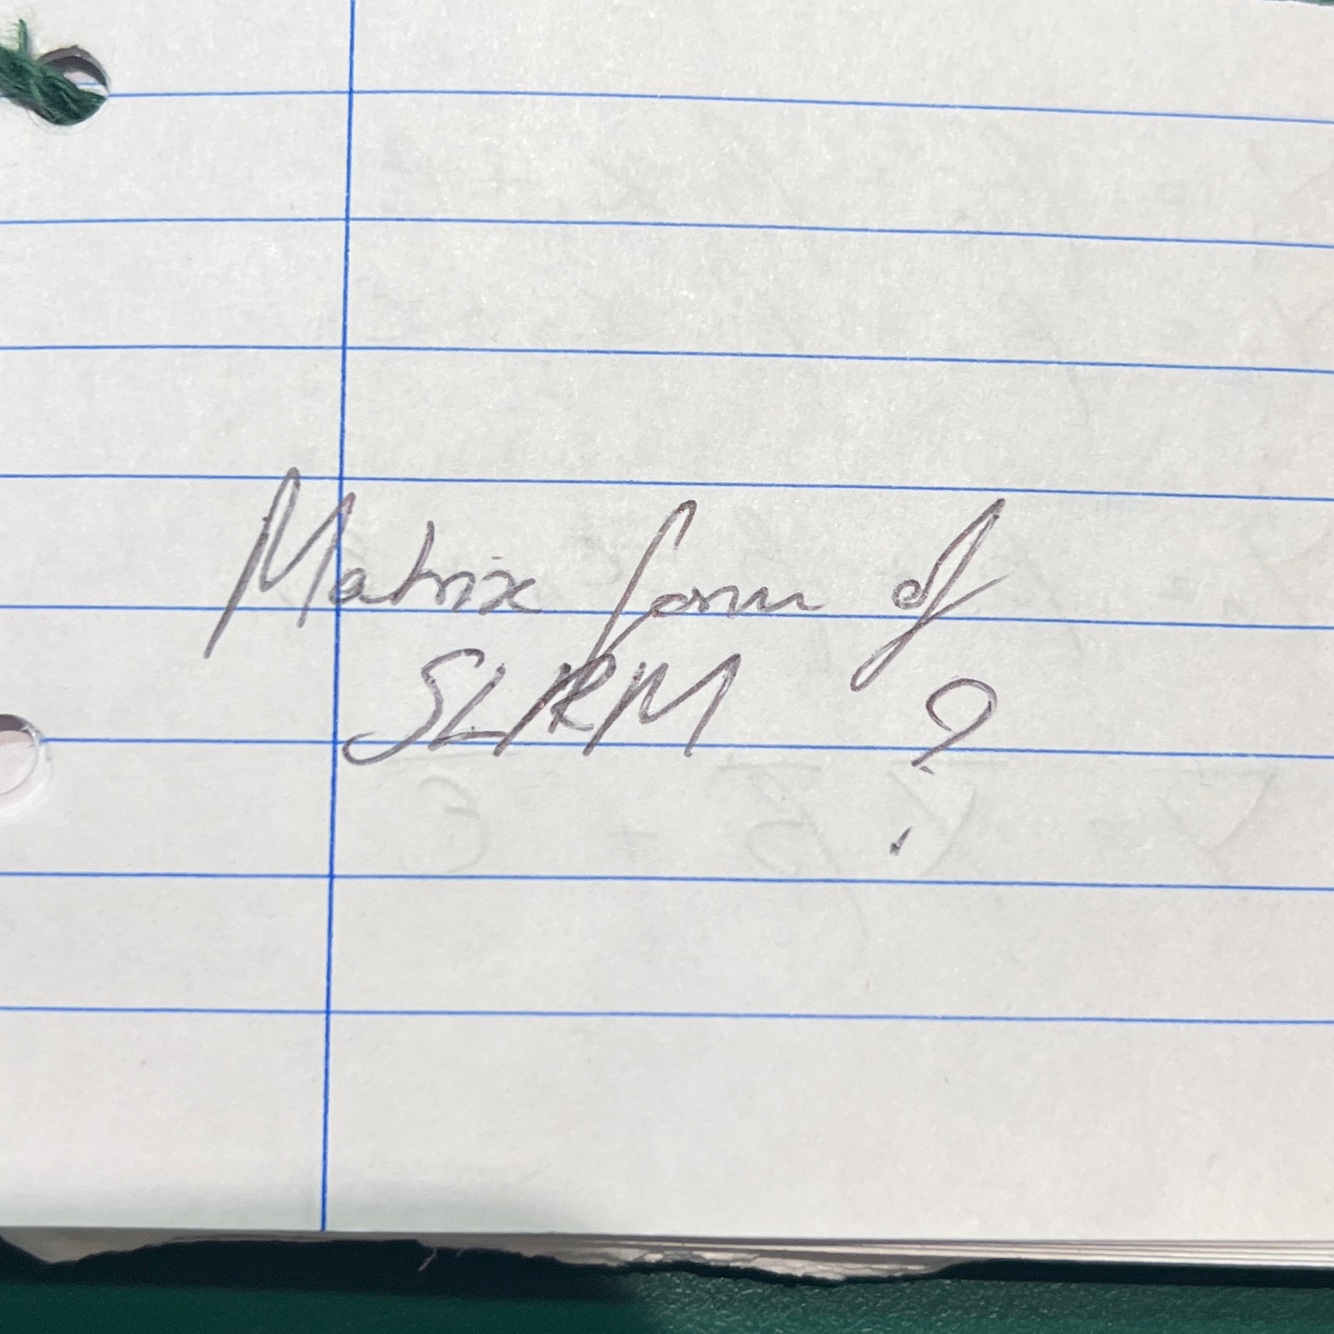 Matrix form of
SLRM ?